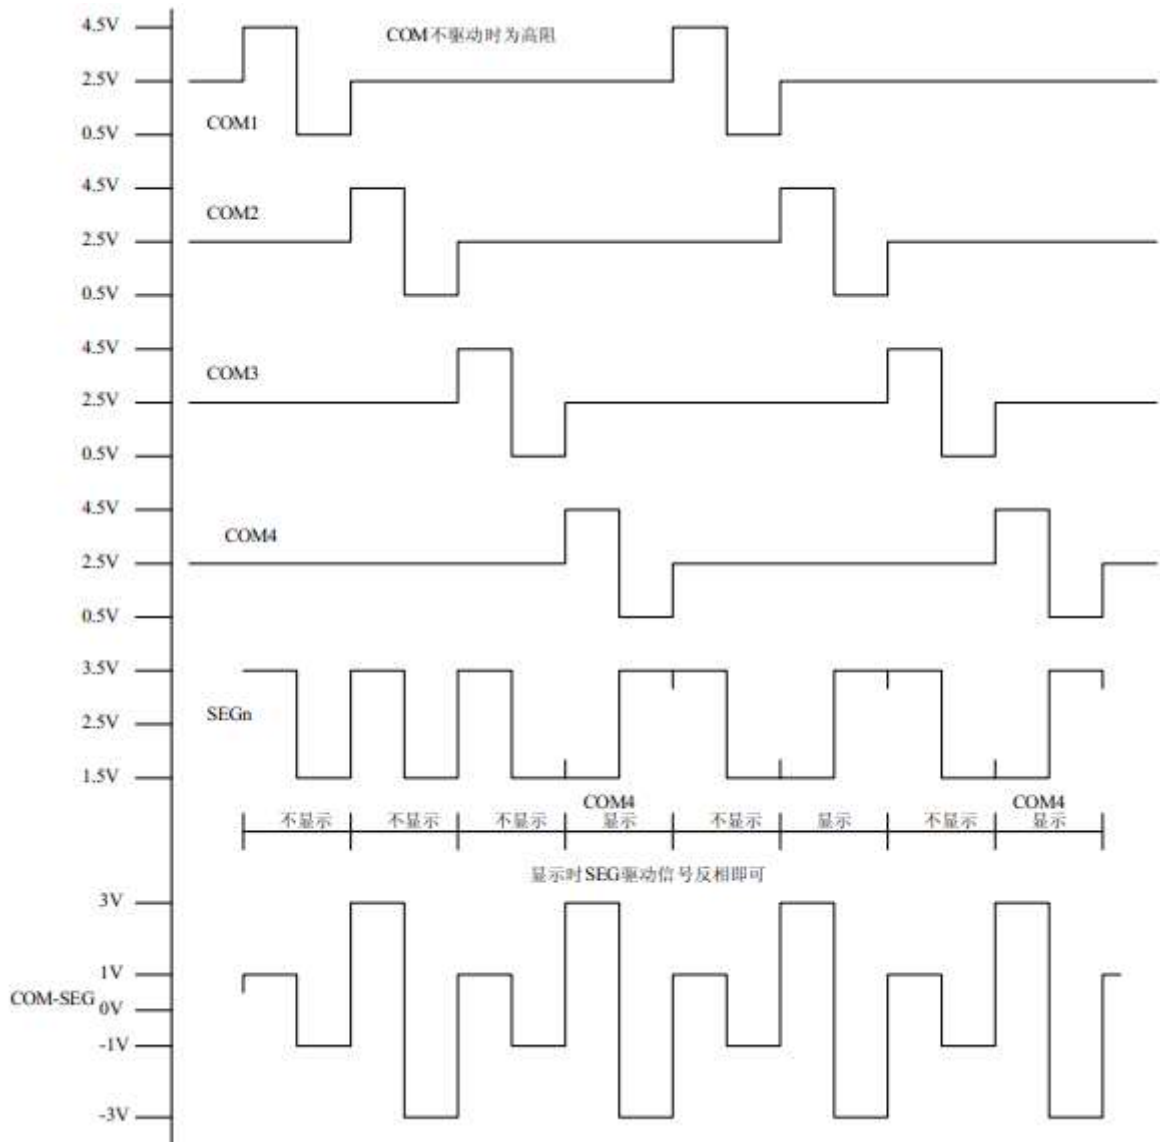 4.5V
COM不驱动时为高阻
2.5V
COM1
0.5V
4.5V
COM2
2.5V
0.5V
4.5V
COM3
2.5V
0.5V
4.5V
COM4
2.5V
0.5V
3.5V
SEGn
2.5V
1.5V
COM4 COM4
不显示 不显示 不显示 显示 不显示 显示 不显示 显示
显示时SEG驱动信号反相即可
3V
1V
COM-SEG 0V
-1V
-3V